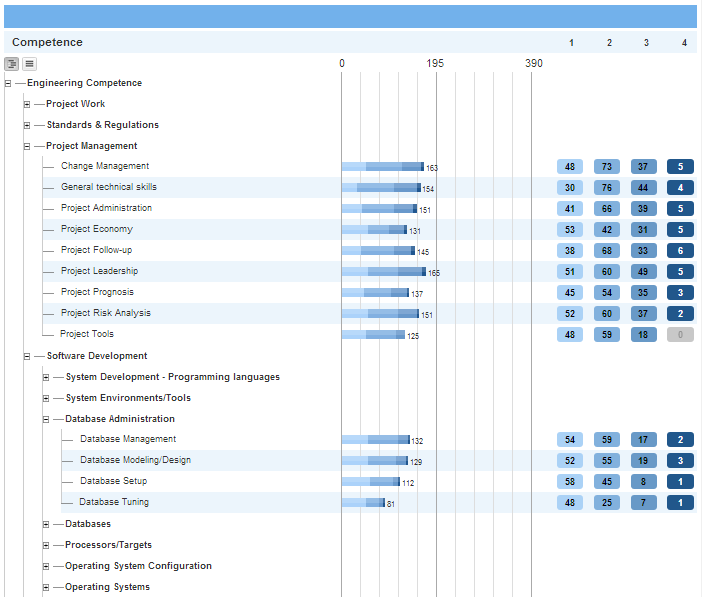 Competence 1 2 3 4
0 195 390
Engineering Competence
Project Work
Standards & Regulations
Project Management
Change Management 163 48 73 37 5
General technical skills 154 30 76 44 4
Project Administration 151 41 66 39 5
Project Economy 131 53 42 31 5
Project Follow-up 145 38 68 33 6
Project Leadership 165 51 60 49 5
Project Prognosis 137 45 54 35 3
Project Risk Analysis 151 52 60 37 2
Project Tools 125 48 59 18 0
Software Development
System Development - Programming languages
System Environments/Tools
Database Administration
Database Management 132 54 59 17 2
Database Modeling/Design 129 52 55 19 3
Database Setup 112 58 45 8 1
Database Tuning 81 48 25 7 1
Databases
Processors/Targets
Operating System Configuration
Operating Systems